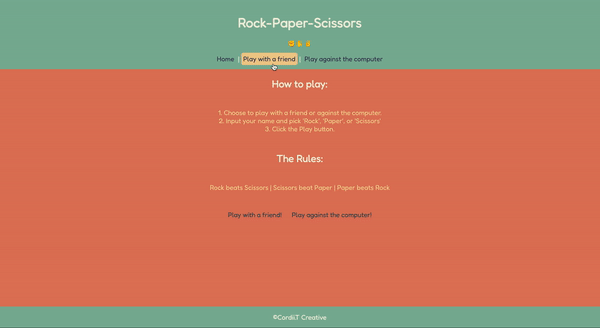 Rock-Paper-Scissors
Home | Play with a friend | Play against the computer
How to play:
1. Choose to play with a friend or against the computer.
2. Input your name and pick 'Rock', 'Paper', or 'Scissors'
3. Click the Play button.
The Rules:
Rock beats Scissors | Scissors beat Paper | Paper beats Rock
Play with a friend! Play against the computer!
©Cardi.T Creative